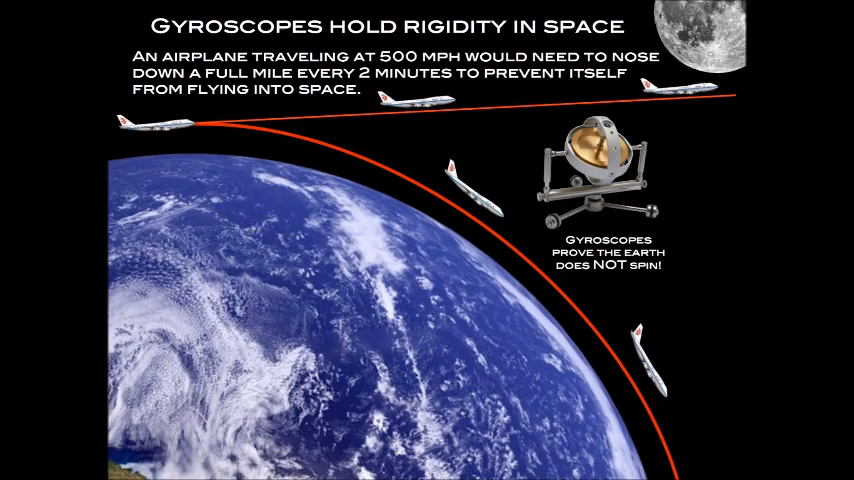 Gyroscopes hold rigidity in space
An airplane traveling at 500 mph would need to nose
down a full mile every 2 minutes to prevent itself
from flying into space.
Gyroscopes
prove the earth
does NOT spin!